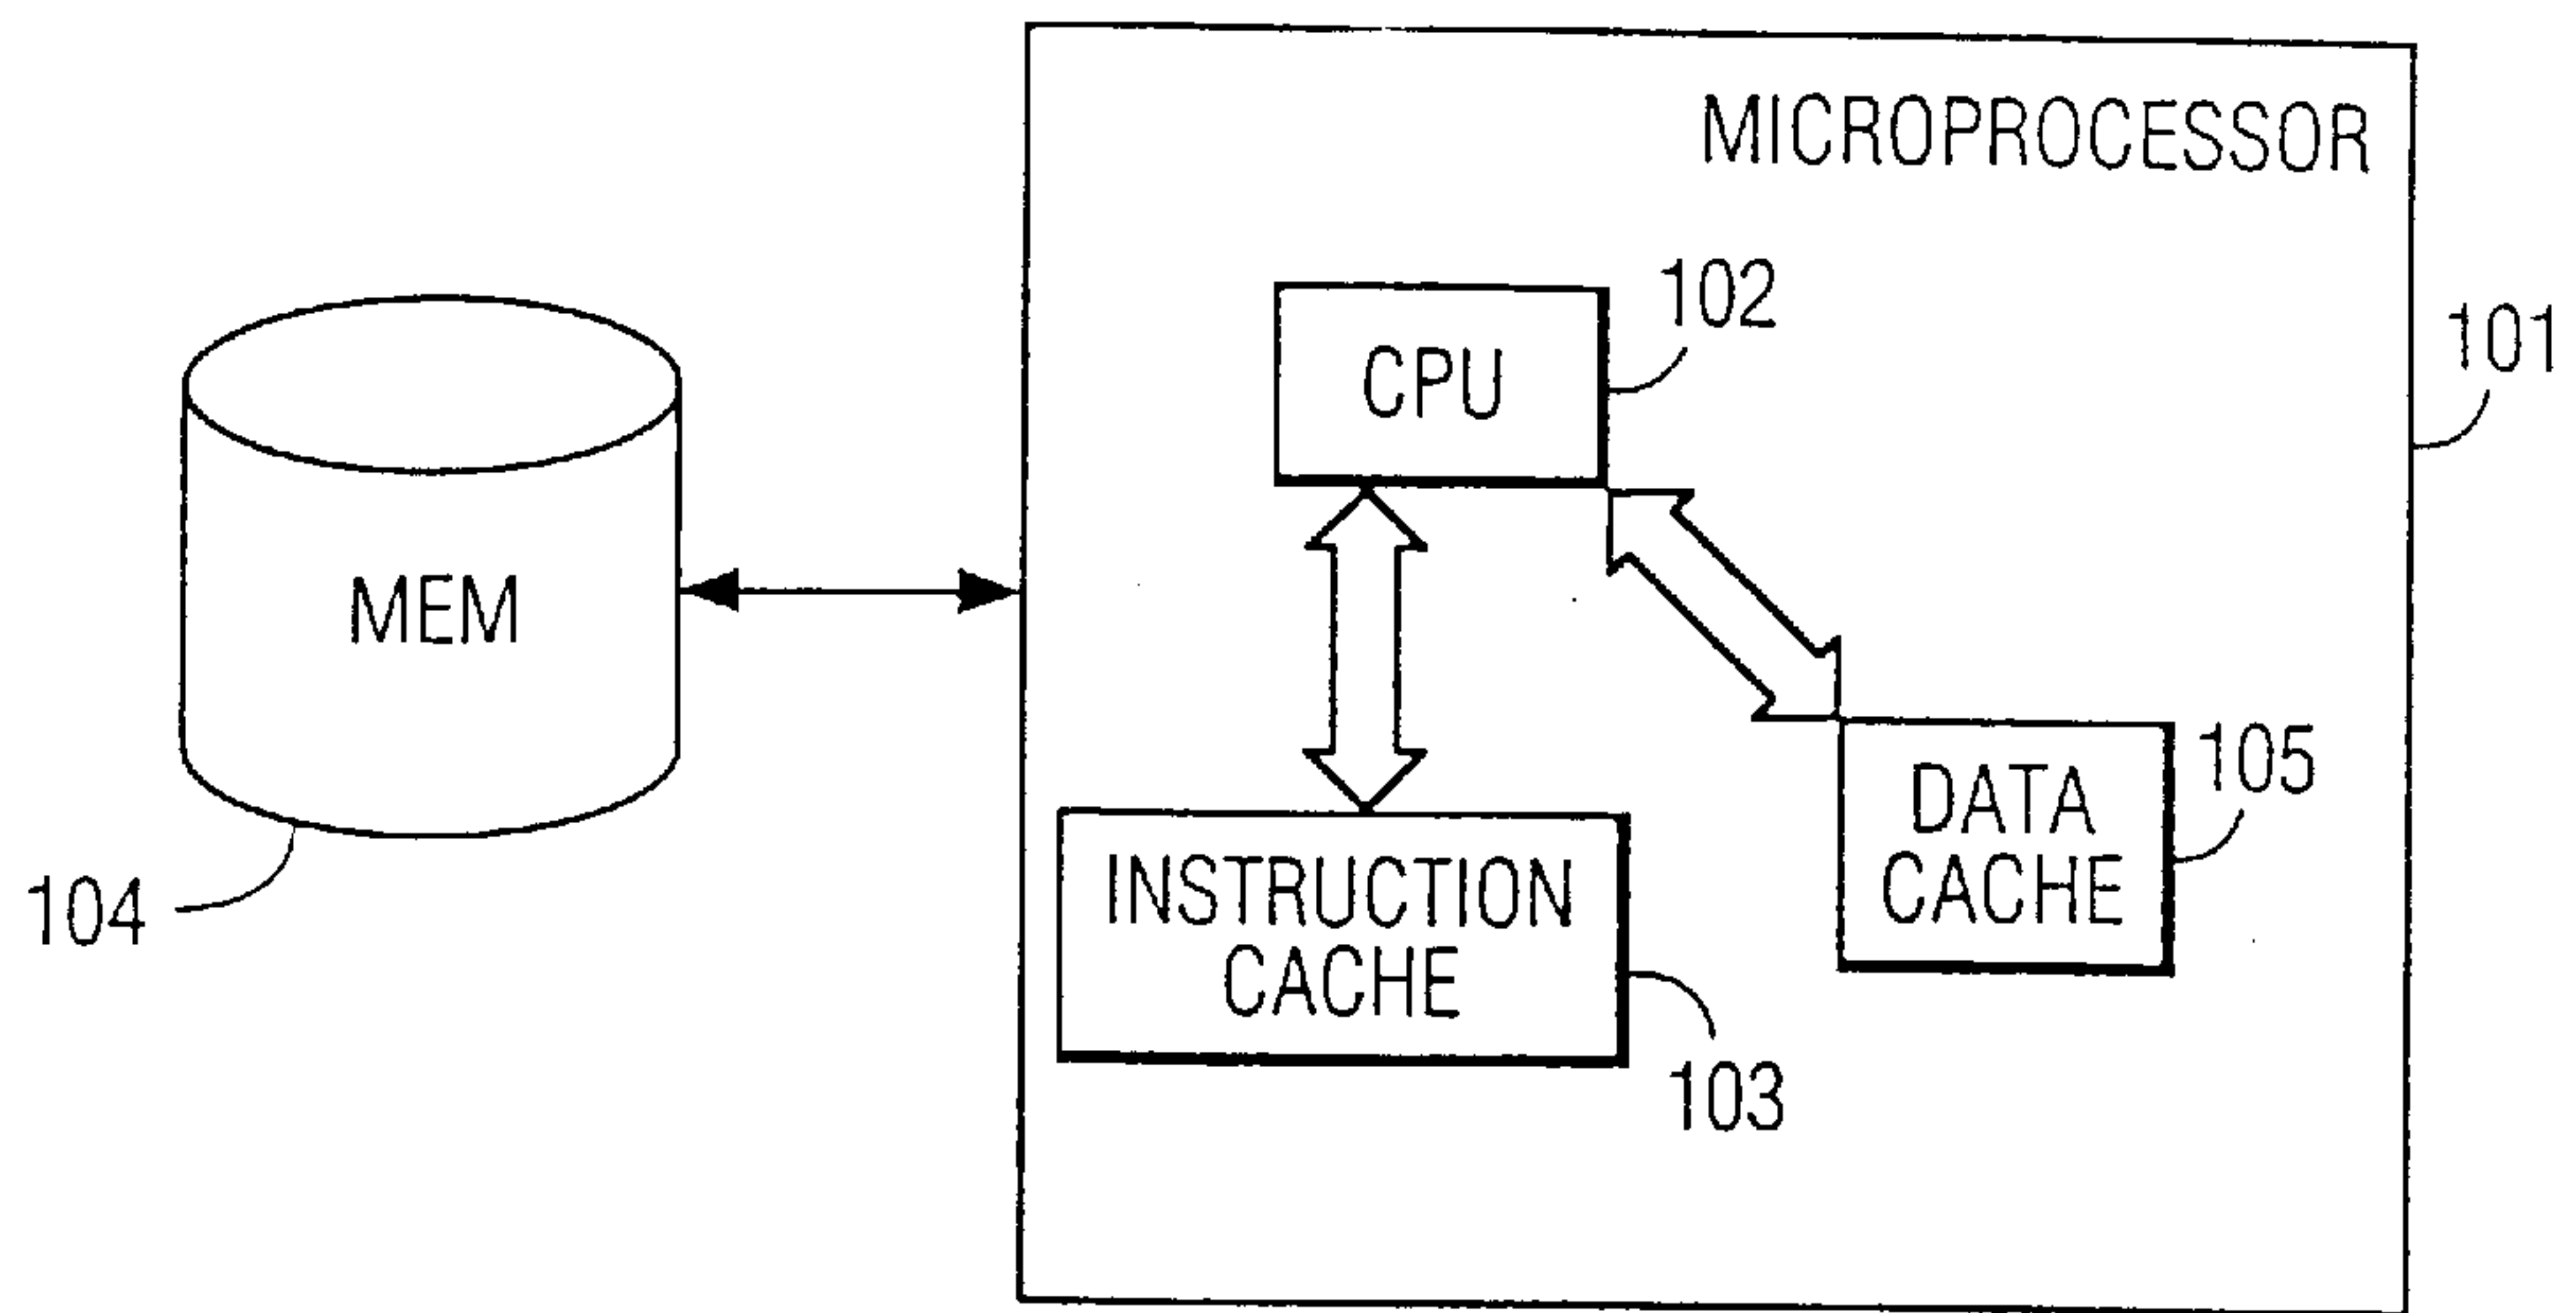 MICROPROCESSOR
102
CPU
101
MEM
105
DATA
CACHE
INSTRUCTION
CACHE
104
103